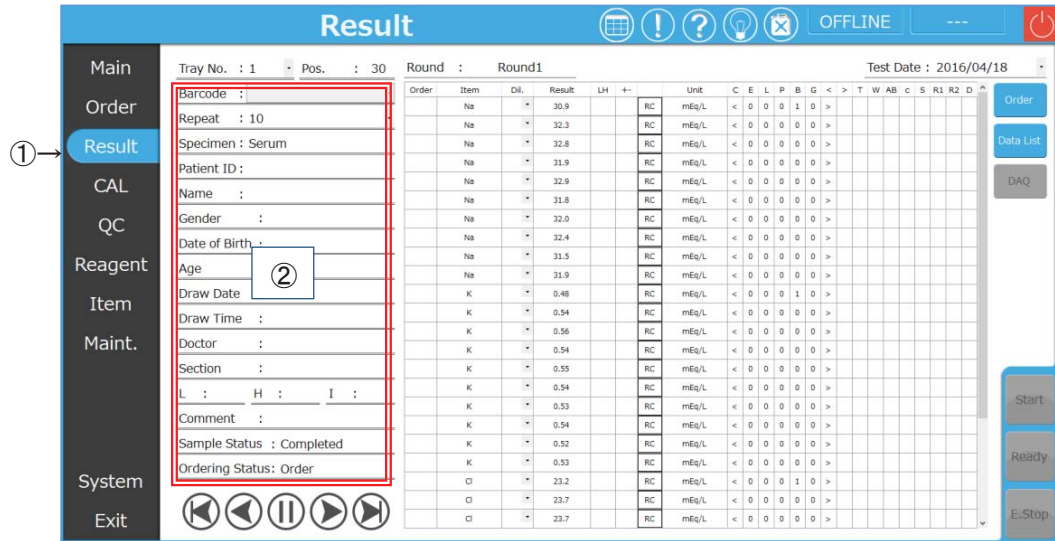 Result
OFFLINE
---
Main
Order
① → Result
CAL
QC
Reagent
Item
Maint.
System
Exit
Tray No. : 1 Pos. : 30
Barcode :
Repeat : 10
Specimen : Serum
Patient ID :
Name :
Gender :
Date of Birth :
②
Age
Draw Date
Draw Time :
Doctor :
Section :
L : H : I :
Comment :
Sample Status : Completed
Ordering Status: Order
Round : Round1 Test Date : 2016/04/18
Order Item Dil. Result LH +- Unit C E L P B G < > T W AB c S R1 R2 D
Na 30.9 RC mEq/L < 0 0 0 1 0 >
Na 32.3 RC mEq/L < 0 0 0 0 0 >
Na 32.8 RC mEq/L < 0 0 0 0 0 >
Na 31.9 RC mEq/L < 0 0 0 0 0 >
Na 32.9 RC mEq/L < 0 0 0 0 0 >
Na 31.8 RC mEq/L < 0 0 0 0 0 >
Na 32.0 RC mEq/L < 0 0 0 0 0 >
Na 32.4 RC mEq/L < 0 0 0 0 0 >
Na 31.5 RC mEq/L < 0 0 0 0 0 >
Na 31.9 RC mEq/L < 0 0 0 0 0 >
K 0.48 RC mEq/L < 0 0 0 1 0 >
K 0.54 RC mEq/L < 0 0 0 0 0 >
K 0.56 RC mEq/L < 0 0 0 0 0 >
K 0.54 RC mEq/L < 0 0 0 0 0 >
K 0.55 RC mEq/L < 0 0 0 0 0 >
K 0.54 RC mEq/L < 0 0 0 0 0 >
K 0.53 RC mEq/L < 0 0 0 0 0 >
K 0.54 RC mEq/L < 0 0 0 0 0 >
K 0.52 RC mEq/L < 0 0 0 0 0 >
K 0.53 RC mEq/L < 0 0 0 0 0 >
Cl 23.2 RC mEq/L < 0 0 0 1 0 >
Cl 23.7 RC mEq/L < 0 0 0 0 0 >
Cl 23.7 RC mEq/L < 0 0 0 0 0 >
Order
Data List
DAQ
Start
Ready
E.Stop